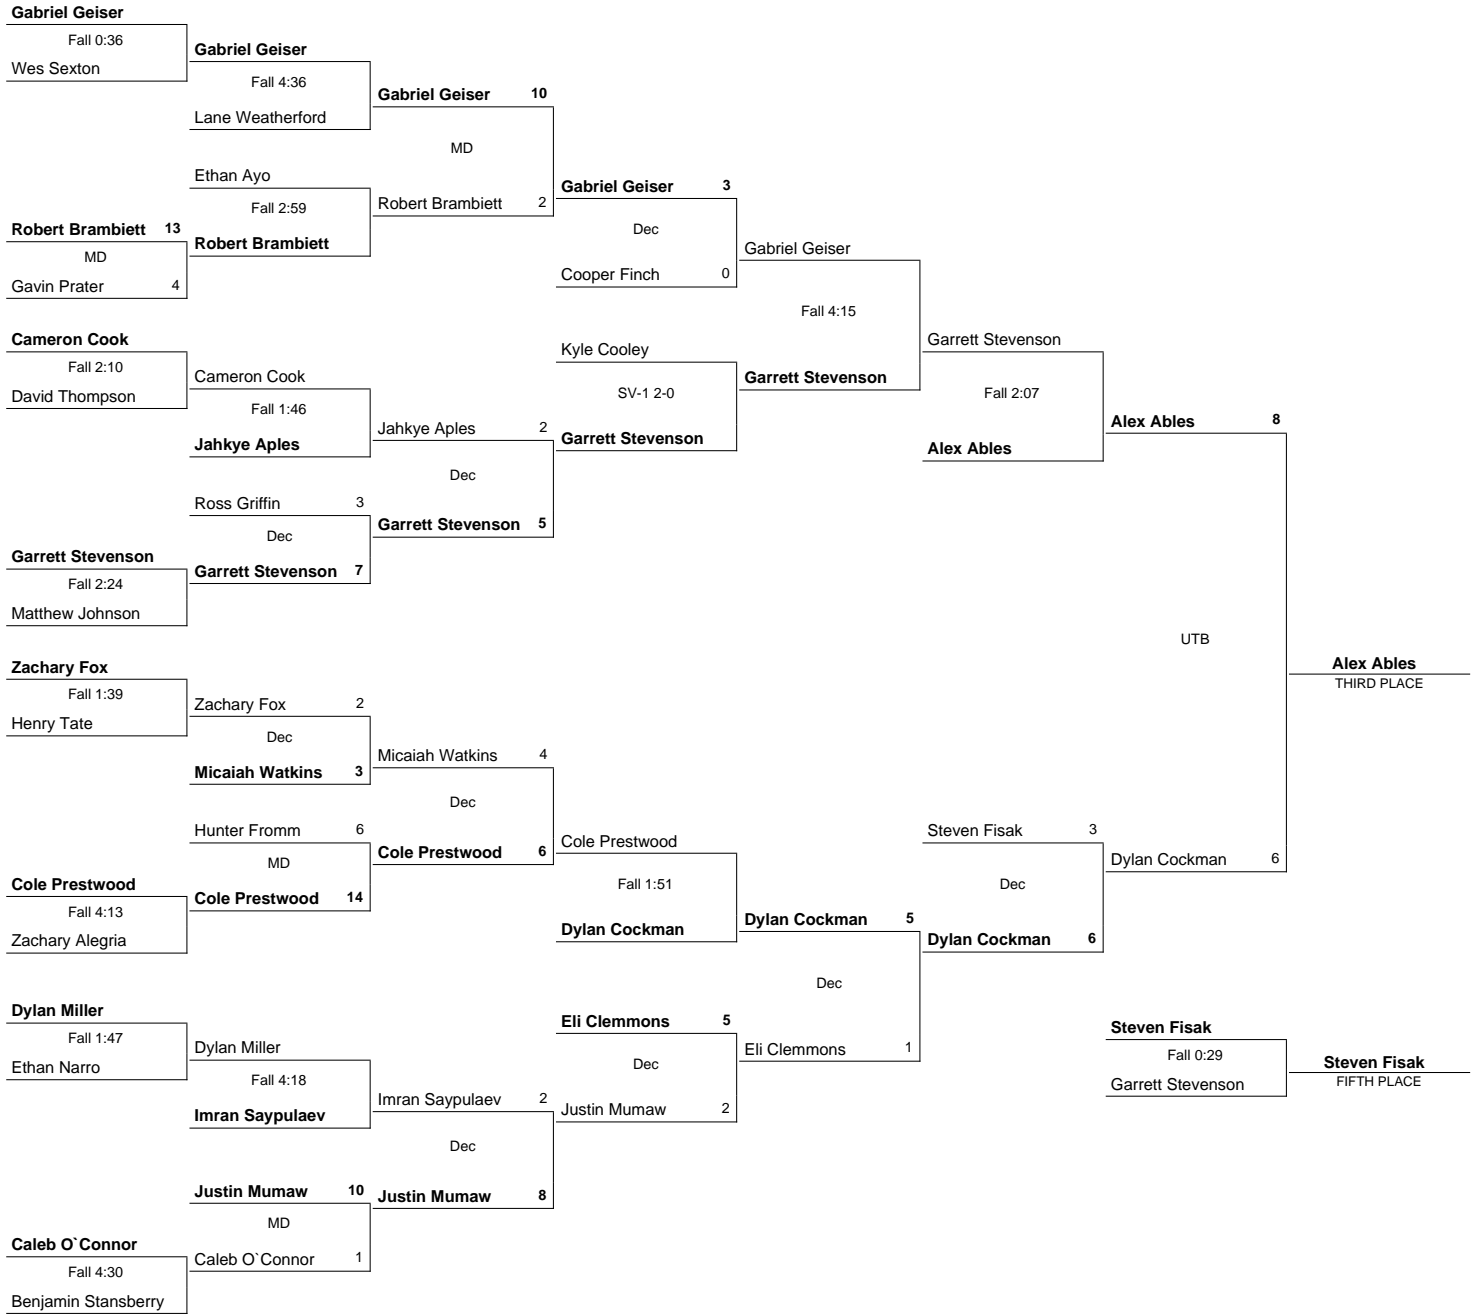 Gabriel Geiser
Fall 0:36
Wes Sexton
Robert Brambiett 13
MD
Gavin Prater 4
Cameron Cook
Fall 2:10
David Thompson
Garrett Stevenson
Fall 2:24
Matthew Johnson
Zachary Fox
Fall 1:39
Henry Tate
Cole Prestwood
Fall 4:13
Zachary Alegria
Dylan Miller
Fall 1:47
Ethan Narro
Caleb O`Connor
Fall 4:30
Benjamin Stansberry
Gabriel Geiser
Fall 4:36
Lane Weatherford
Ethan Ayo
Fall 2:59
Robert Brambiett
Cameron Cook
Fall 1:46
Jahkye Aples
Ross Griffin 3
Dec
Garrett Stevenson 7
Zachary Fox 2
Dec
Micaiah Watkins 3
Hunter Fromm 6
MD
Cole Prestwood 14
Dylan Miller
Fall 4:18
Imran Saypulaev
Justin Mumaw 10
MD
Caleb O`Connor 1
Gabriel Geiser 10
MD
Robert Brambiett 2
Jahkye Aples 2
Dec
Garrett Stevenson 5
Micaiah Watkins 4
Dec
Cole Prestwood 6
Imran Saypulaev 2
Dec
Justin Mumaw 8
Gabriel Geiser 3
Dec
Cooper Finch 0
Kyle Cooley
SV-1 2-0
Garrett Stevenson
Cole Prestwood
Fall 1:51
Dylan Cockman
Eli Clemmons 5
Dec
Justin Mumaw 2
Gabriel Geiser
Fall 4:15
Garrett Stevenson
Dylan Cockman 5
Dec
Eli Clemmons 1
Garrett Stevenson
Fall 2:07
Alex Ables
Steven Fisak 3
Dec
Dylan Cockman 6
Alex Ables 8
UTB
Dylan Cockman 6
Alex Ables
THIRD PLACE
Steven Fisak
Fall 0:29
Garrett Stevenson
Steven Fisak
FIFTH PLACE